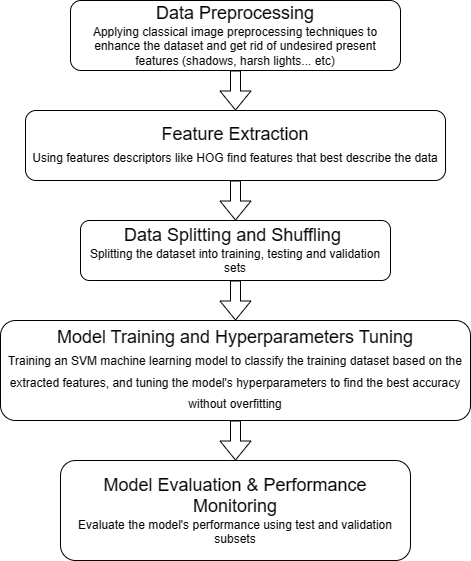 Data Preprocessing
Applying classical image preprocessing techniques to
enhance the dataset and get rid of undesired present
features (shadows, harsh lights... etc)
Feature Extraction
Using features descriptors like HOG find features that best describe the data
Data Splitting and Shuffling
Splitting the dataset into training, testing and validation
sets
Model Training and Hyperparameters Tuning
Training an SVM machine learning model to classify the training dataset based on the
extracted features, and tuning the model's hyperparameters to find the best accuracy
without overfitting
Model Evaluation & Performance
Monitoring
Evaluate the model's performance using test and validation
subsets